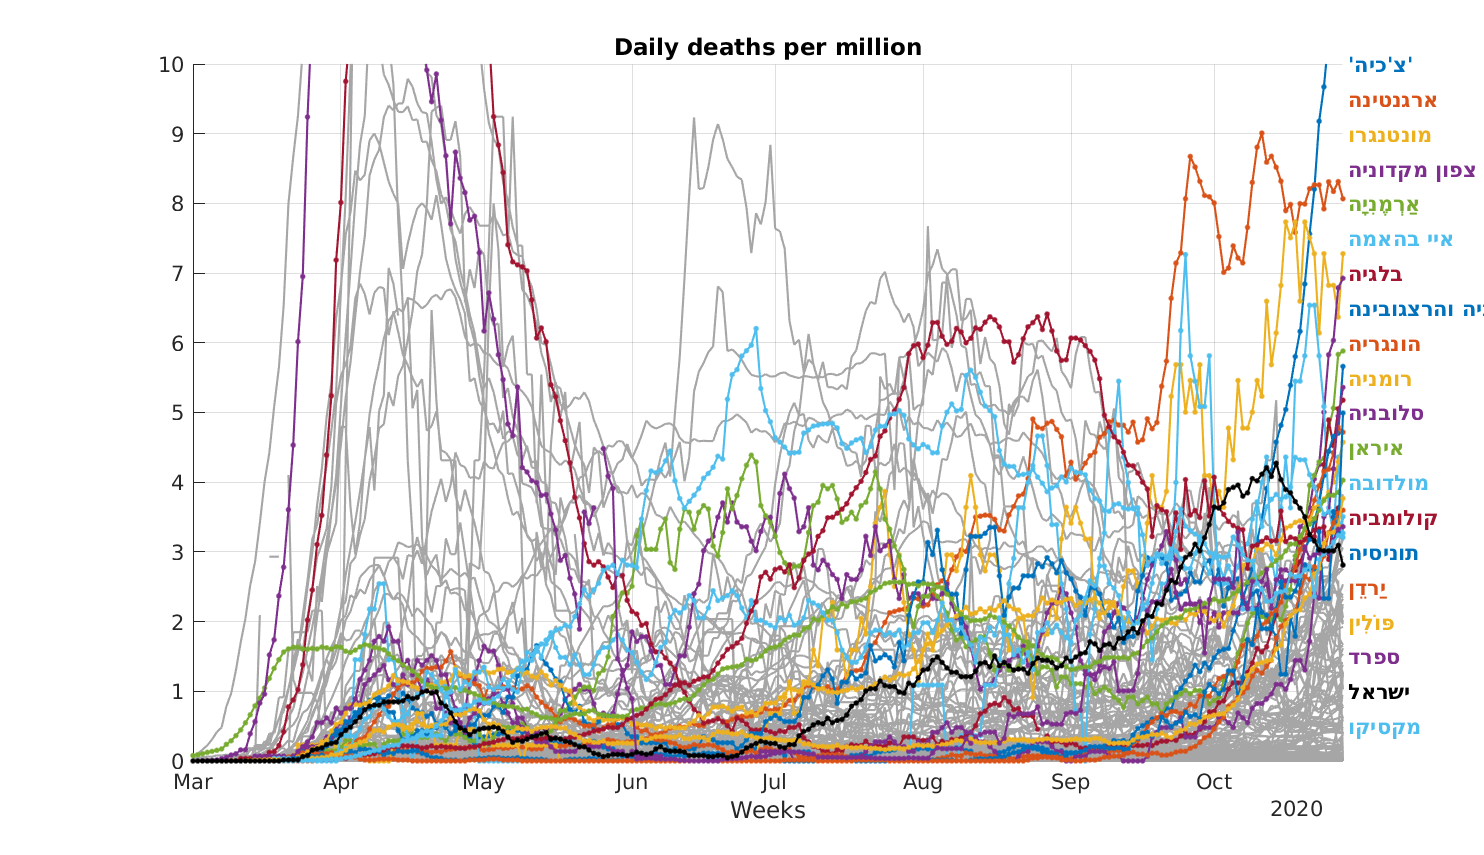 Daily deaths per million
10
9
8
7
6
5
4
3
2
1
0
Mar Apr May Jun Jul Aug Sep Oct
Weeks
2020
צ'כיה'
ארגנטינה
מונטנגרו
צפון מקדוניה
אַרְמֶנְיָה
איי בהאמה
בלגיה
והרצגובינה
הונגריה
רומניה
סלובניה
איראן
מולדובה
קולומביה
תוניסיה
יַרדֵן
פּוֹלִין
ספרד
ישראל
מקסיקו